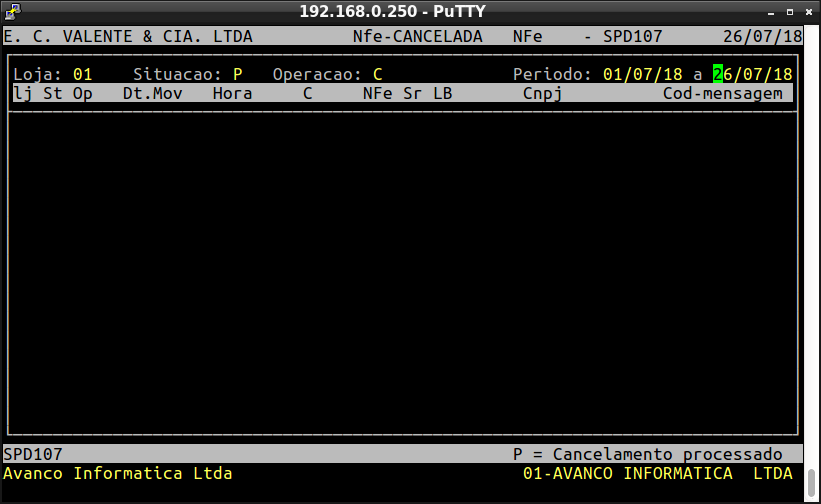 192.168.0.250 - PuTTY
E. C. VALENTE & CIA. LTDA Nfe-CANCELADA NFe - SPD107 26/07/18
Loja: 01 Situacao: P Operacao: C Periodo: 01/07/18 a 26/07/18
lj St Op Dt.Mov Hora C NFe Sr LB Cnpj Cod-mensagem
SPD107 P = Cancelamento processado
Avanco Informatica Ltda 01-AVANCO INFORMATICA LTDA